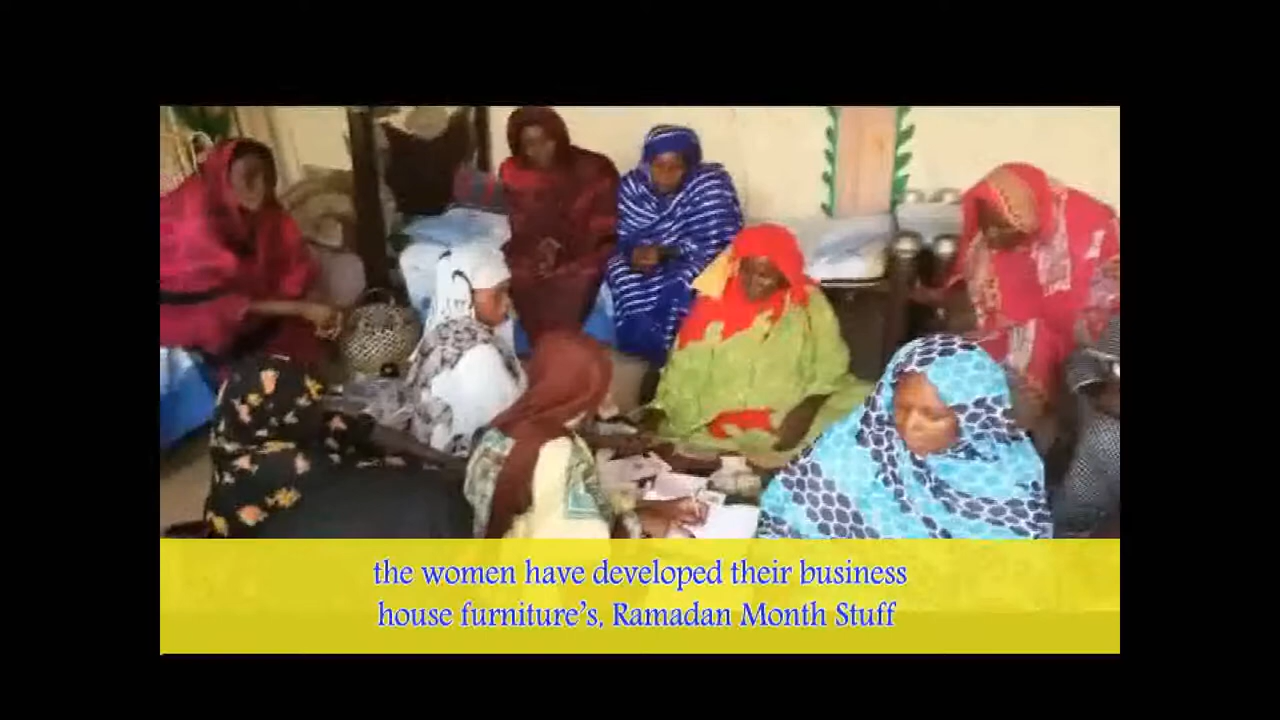 the women have developed their business
house furniture's, Ramadan Month Stuff